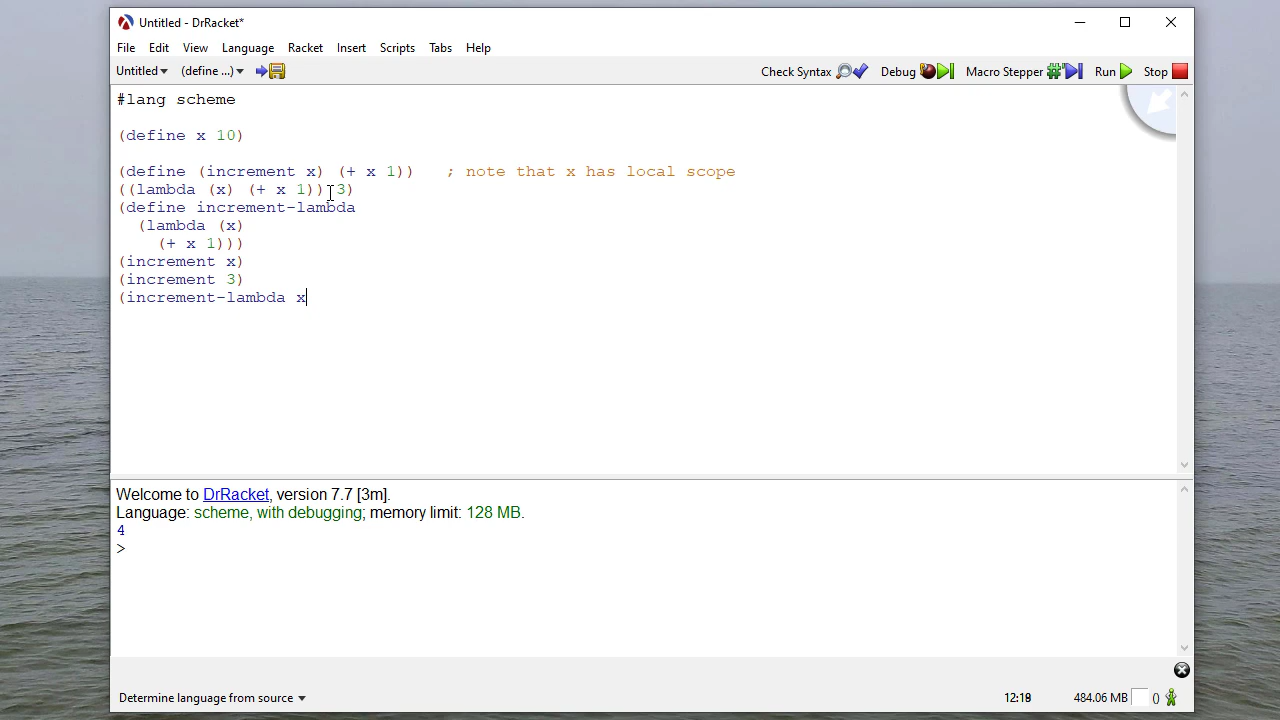 Untitled - DrRacket*
File Edit View Language Racket Insert Scripts Tabs Help
Untitled (define ...) Check Syntax Debug Macro Stepper Run Stop
#lang scheme
(define x 10)
(define (increment x) (+ x 1)) ; note that x has local scope
((lambda (x) (+ x 1)) 3)
(define increment-lambda
(lambda (x)
(+ x 1)))
(increment x)
(increment 3)
(increment-lambda x
Welcome to DrRacket, version 7.7 [3m].
Language: scheme, with debugging; memory limit: 128 MB.
4
>
Determine language from source 12:19 484.06 MB ()